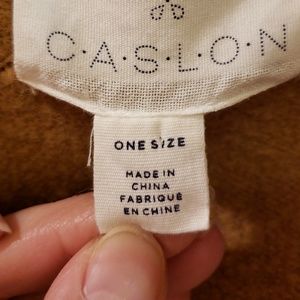 C·A·S·L·O·N
ONE SIZE
MADE IN
CHINA
FABRIQUE
EN CHINE